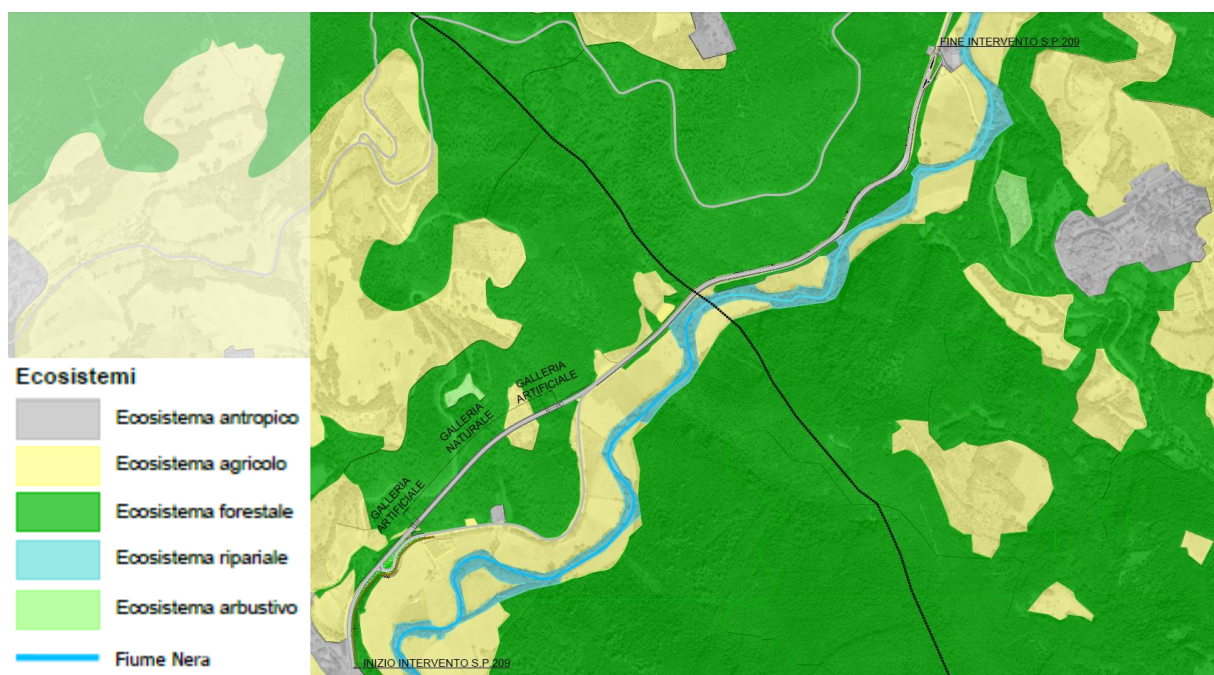 FINE INTERVENTO S.P.209
GALLERIA
ARTIFICIALE
GALLERIA
NATURALE
GALLERIA
ARTIFICIALE
INIZIO INTERVENTO S.P.209
Ecosistemi
Ecosistema antropico
Ecosistema agricolo
Ecosistema forestale
Ecosistema ripariale
Ecosistema arbustivo
Fiume Nera